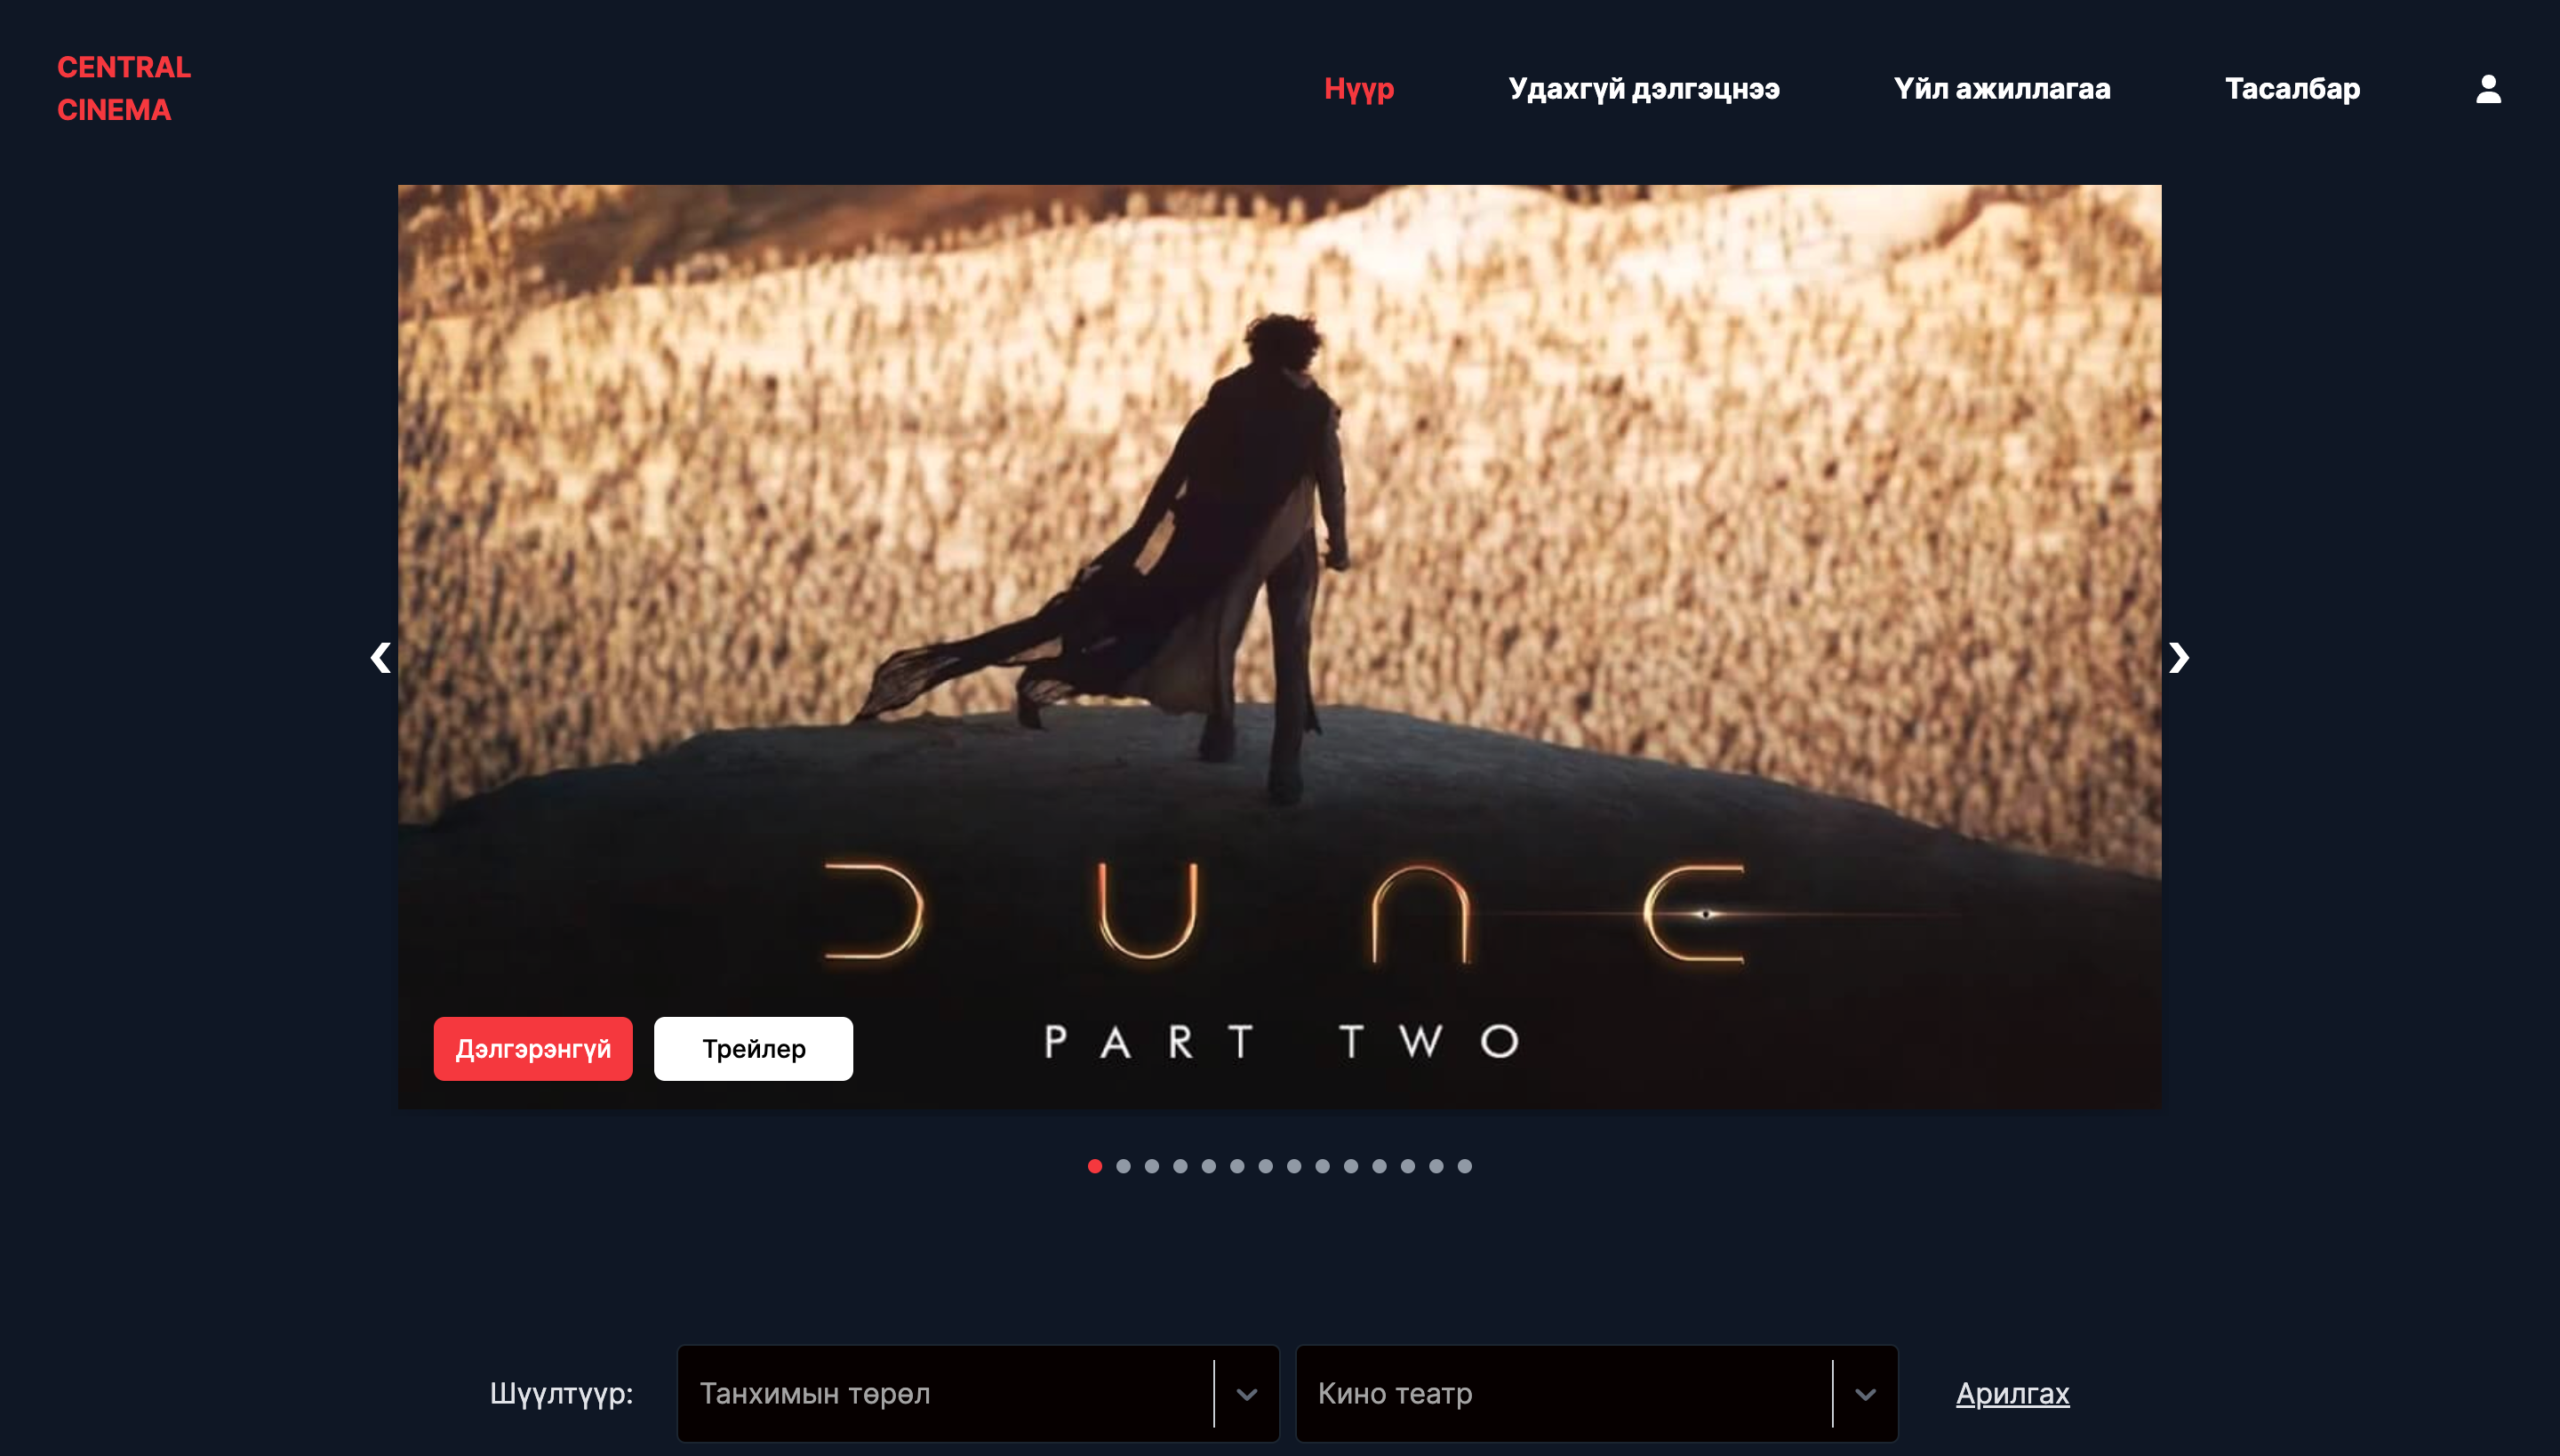 CENTRAL
CINEMA
Нүүр
Удахгүй дэлгэцнээ
Үйл ажиллагаа
Тасалбар
DUNE
PART TWO
Дэлгэрэнгүй
Трейлер
Шүүлтүүр:
Танхимын төрөл
Кино театр
Арилгах